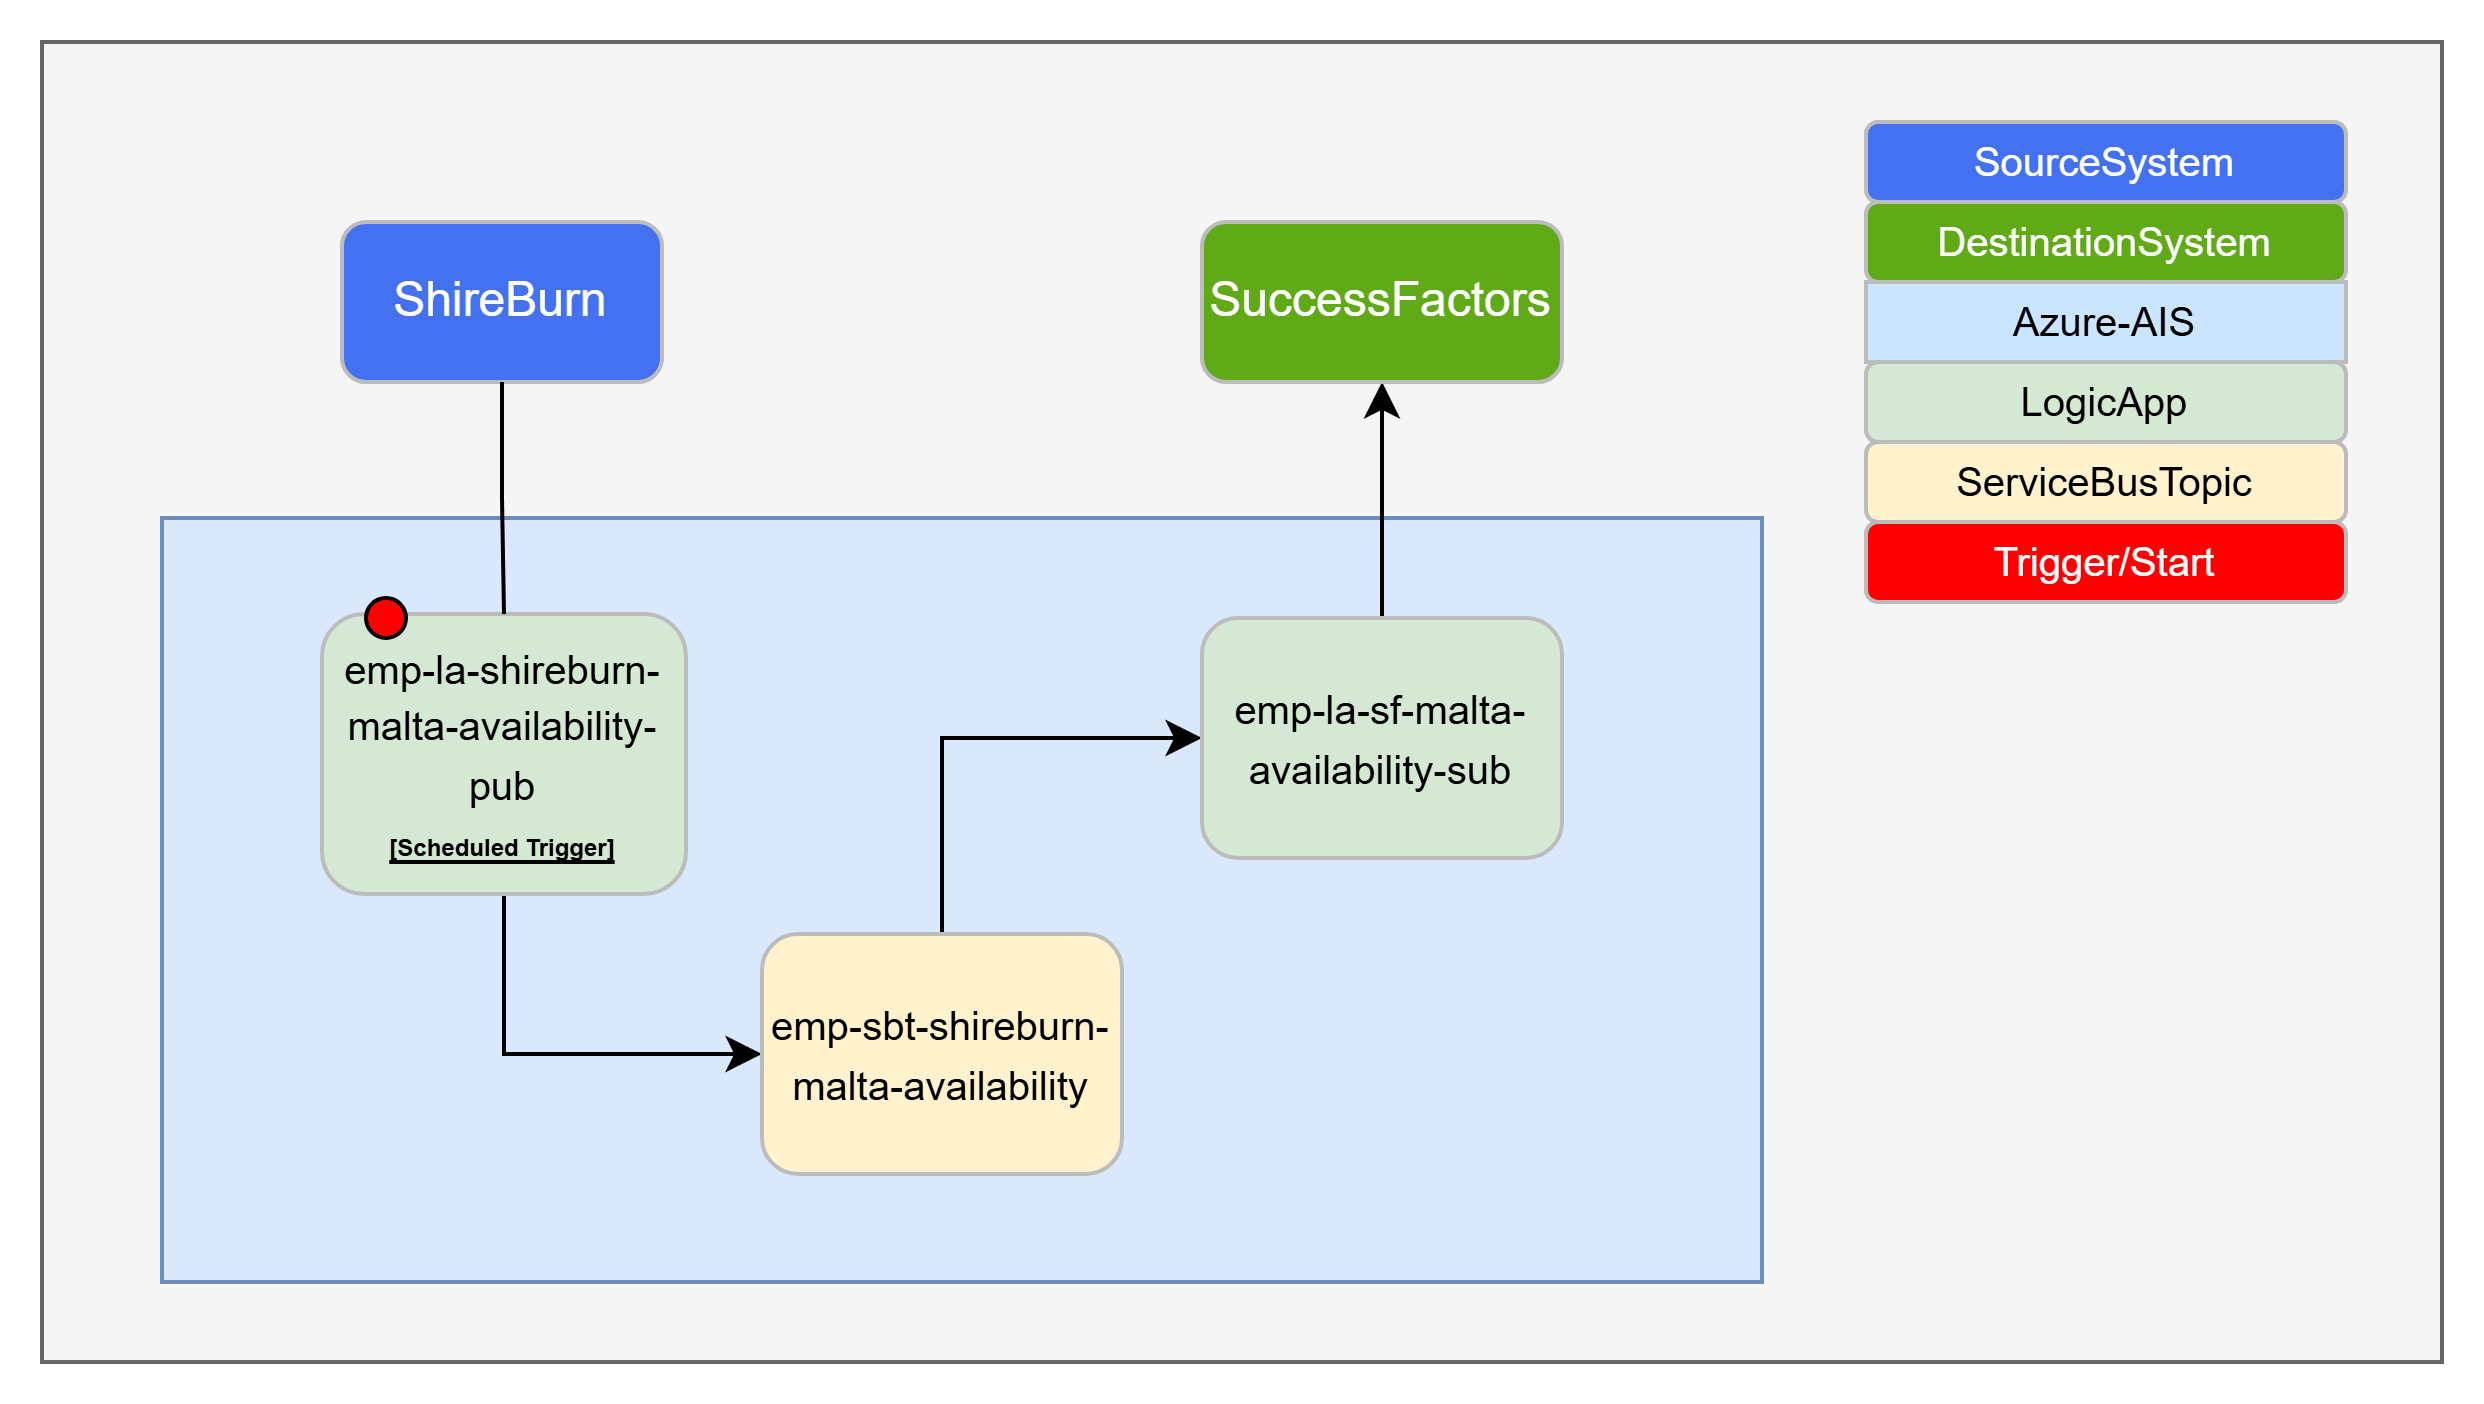 ShireBurn
SuccessFactors
SourceSystem
DestinationSystem
Azure-AIS
LogicApp
ServiceBusTopic
Trigger/Start
emp-la-shireburn-
malta-availability-
pub
[Scheduled Trigger]
emp-la-sf-malta-
availability-sub
emp-sbt-shireburn-
malta-availability